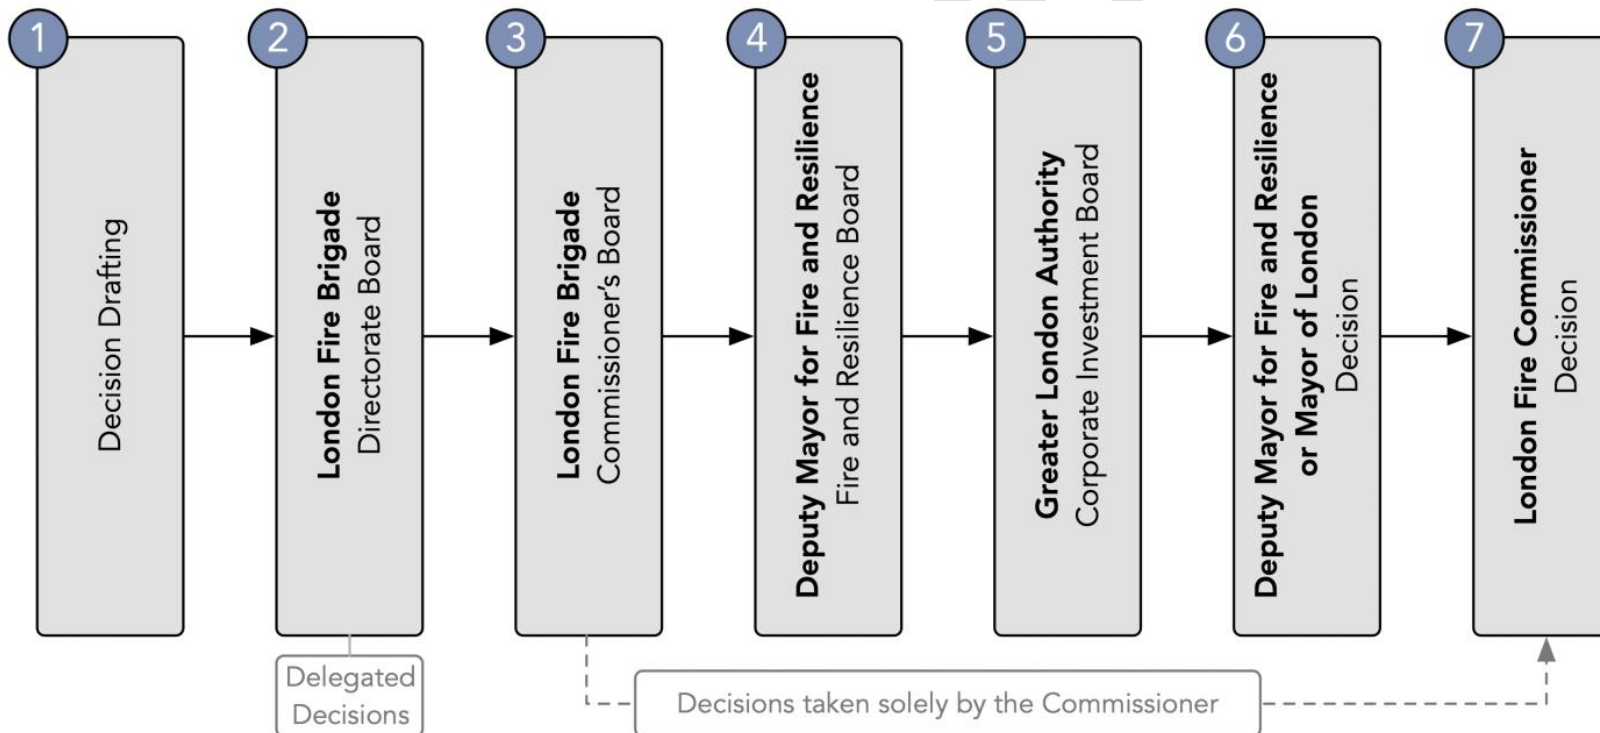 1
Decision Drafting
2
London Fire Brigade
Directorate Board
3
London Fire Brigade
Commissioner's Board
4
Deputy Mayor for Fire and Resilience
Fire and Resilience Board
5
Greater London Authority
Corporate Investment Board
6
Deputy Mayor for Fire and Resilience
or Mayor of London
Decision
7
London Fire Commissioner
Decision
Delegated
Decisions
Decisions taken solely by the Commissioner